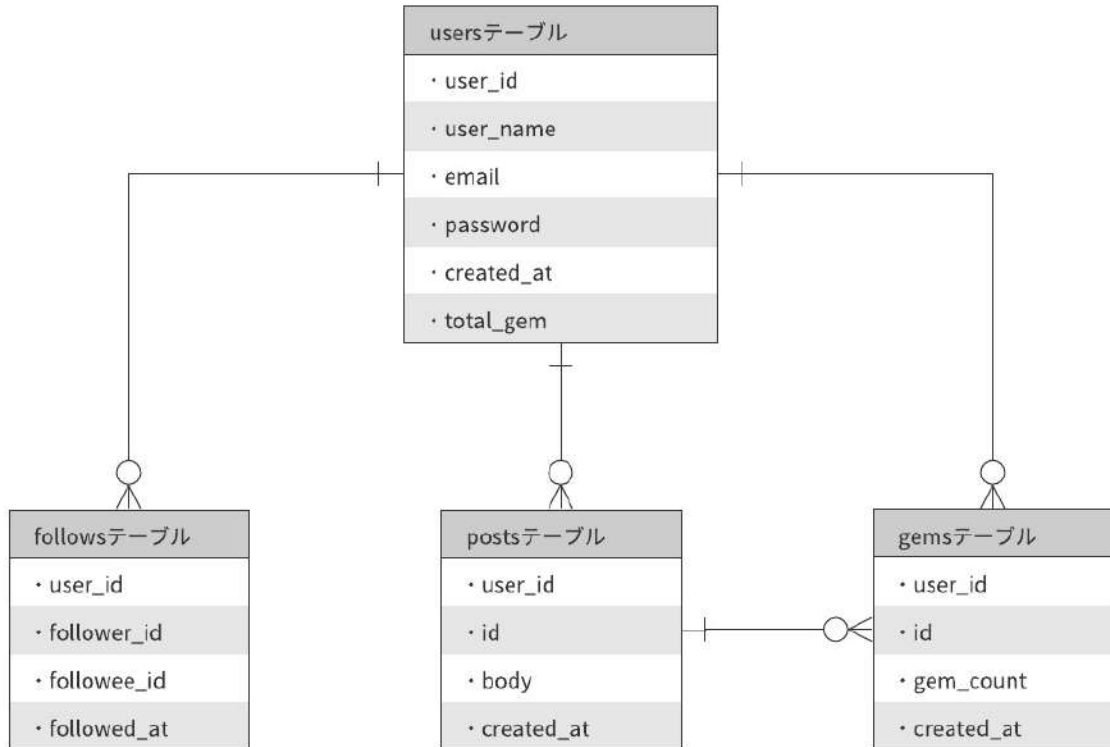 usersテーブル
・user_id
・user_name
・email
・password
・created_at
・total_gem
followsテーブル
・user_id
・follower_id
・followee_id
・followed_at
postsテーブル
・user_id
・id
・body
・created_at
gemsテーブル
・user_id
・id
・gem_count
・created_at